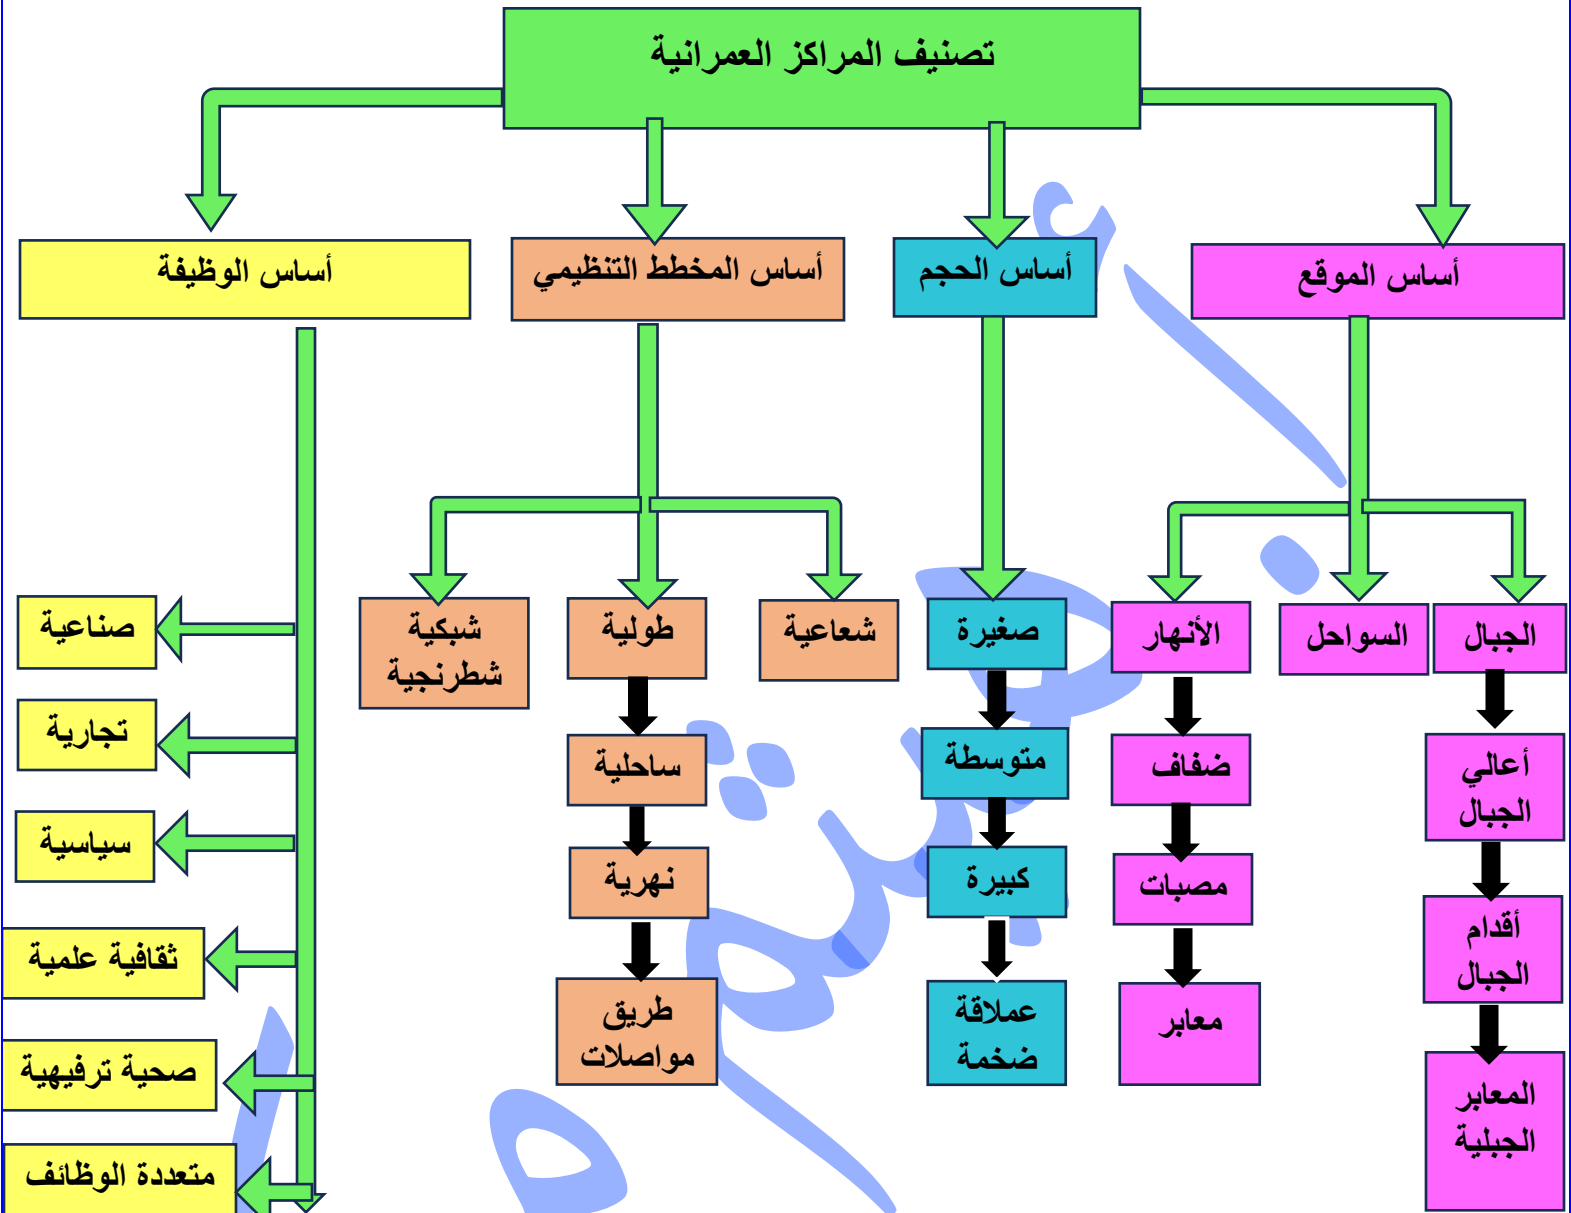 تصنيف المراكز العمرانية
أساس الموقع
أساس الحجم
أساس المخطط التنظيمي
أساس الوظيفة
الجبال
السواحل
الأنهار
أعالي
الجبال
أقدام
الجبال
المعابر
الجبلية
ضفاف
مصبات
معابر
صغيرة
متوسطة
كبيرة
عملاقة
ضخمة
شعاعية
طولية
شبكية
شطرنجية
ساحلية
نهرية
طريق
مواصلات
صناعية
تجارية
سياسية
ثقافية علمية
صحية ترفيهية
متعددة الوظائف